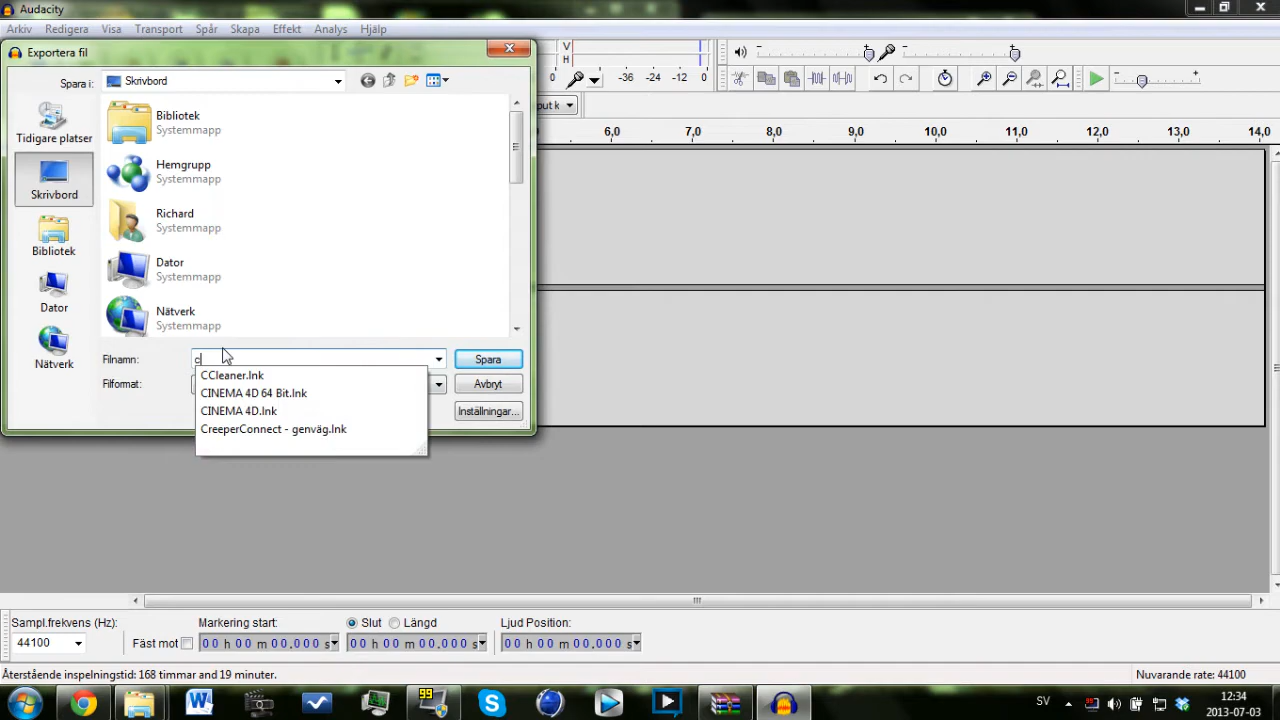 Audacity
Arkiv Redigera Visa Transport Spår Skapa Effekt Analys Hjälp
Exportera fil
Spara i: Skrivbord
Tidigare platser
Skrivbord
Bibliotek
Dator
Nätverk
Bibliotek
Systemmapp
Hemgrupp
Systemmapp
Richard
Systemmapp
Dator
Systemmapp
Nätverk
Systemmapp
Filnamn: c Spara
Filformat: Avbryt
Inställningar...
CCleaner.lnk
CINEMA 4D 64 Bit.lnk
CINEMA 4D.lnk
CreeperConnect - genväg.lnk
V
H
0 -36 -24 -12 0
put k
6,0 7,0 8,0 9,0 10,0 11,0 12,0 13,0 14,0
Sampl.frekvens (Hz): Markering start: Slut Längd Ljud Position:
44100 Fäst mot 00 h 00 m 00,000 s 00 h 00 m 00,000 s 00 h 00 m 00,000 s
Återstående inspelningstid: 168 timmar and 19 minuter. Nuvarande rate: 44100
99 SV 12:34
2013-07-03